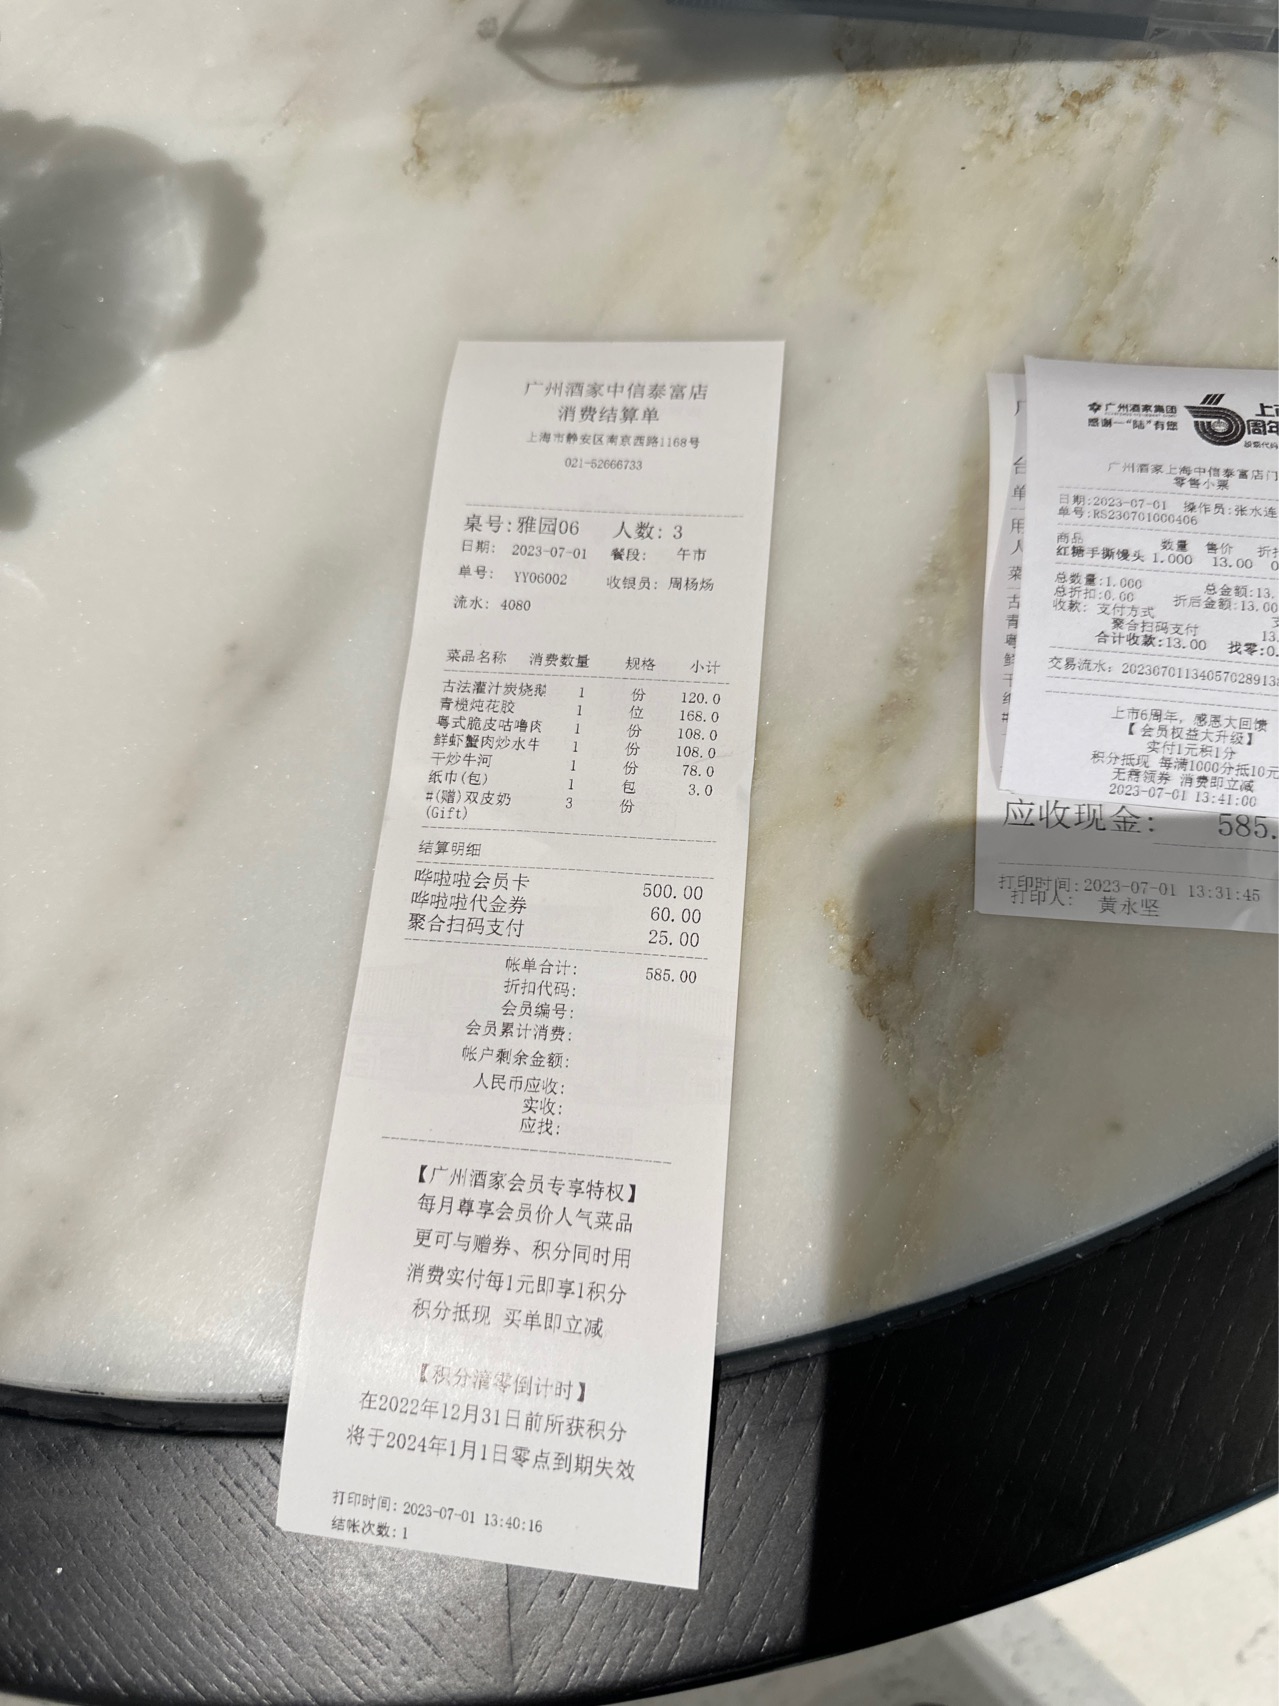 广州酒家中信泰富店
消费结算单
上海市静安区南京西路1168号
021-52666733
桌号:雅园06 人数: 3
日期: 2023-07-01 餐段: 午市
单号: YY06002 收银员: 周杨炀
流水: 4080
菜品名称 消费数量 规格 小计
古法灌汁炭烧鹅 1 份 120.0
青榄炖花胶 1 位 168.0
粤式脆皮咕噜肉 1 份 108.0
鲜虾蟹肉炒水牛 1 份 108.0
干炒牛河 1 份 78.0
纸巾(包) 1 包 3.0
#(赠)双皮奶 3 份
(Gift)
结算明细
哗啦啦会员卡 500.00
哗啦啦代金券 60.00
聚合扫码支付 25.00
帐单合计: 585.00
折扣代码:
会员编号:
会员累计消费:
帐户剩余金额:
人民币应收:
实收:
应找:
【广州酒家会员专享特权】
每月尊享会员价人气菜品
更可与赠券、积分同时用
消费实付每1元即享1积分
积分抵现 买单即立减
【积分清零倒计时】
在2022年12月31日前所获积分
将于2024年1月1日零点到期失效
打印时间: 2023-07-01 13:40:16
结帐次数: 1
广州酒家集团
感谢一"陆"有您
上市
6周年
广州酒家上海中信泰富店门
零售小票
日期:2023-07-01 操作员:张水连
单号:RS230701000406
商品 数量 售价 折扣
红糖手撕馒头 1.000 13.00 0
总数量:1.000 总金额:13.
总折扣:0.00 折后金额:13.00
收款: 支付方式
聚合扫码支付
合计收款:13.00 找零:0.
交易流水: 2023070113405702891
上市6周年, 感恩大回馈
【会员权益大升级】
实付1元积1分
积分抵现 每满1000分抵10元
无需领券 消费即立减
2023-07-01 13:41:00
应收现金: 585.
打印时间:2023-07-01 13:31:45
打印人: 黄永坚